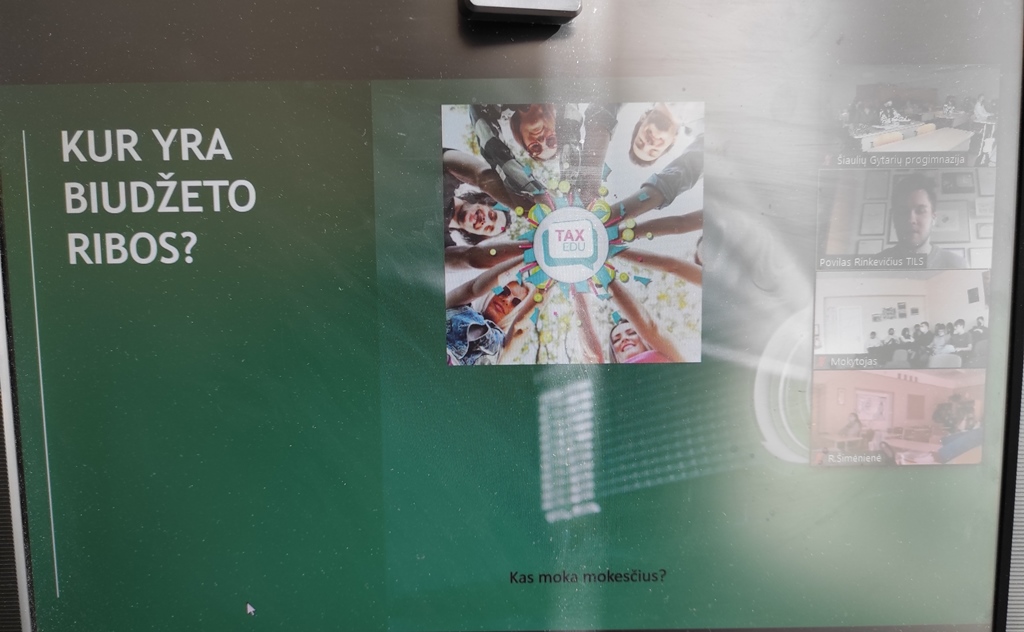 KUR YRA
BIUDŽETO
RIBOS?
TAX
EDU
Kas moka mokesčius?
Šiaulių Gytarių progimnazija
Povilas Rinkevičius TILS
Mokytojas
R.Šimėnienė